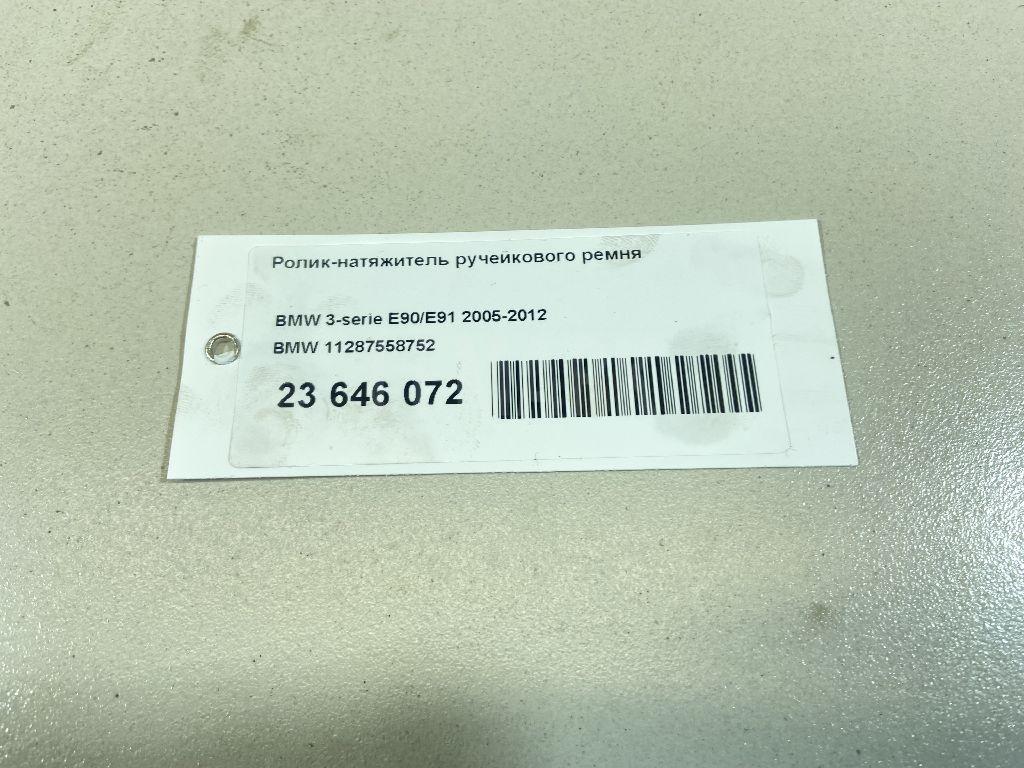 Ролик-натяжитель ручейкового ремня
BMW 3-serie E90/E91 2005-2012
BMW 11287558752
23 646 072